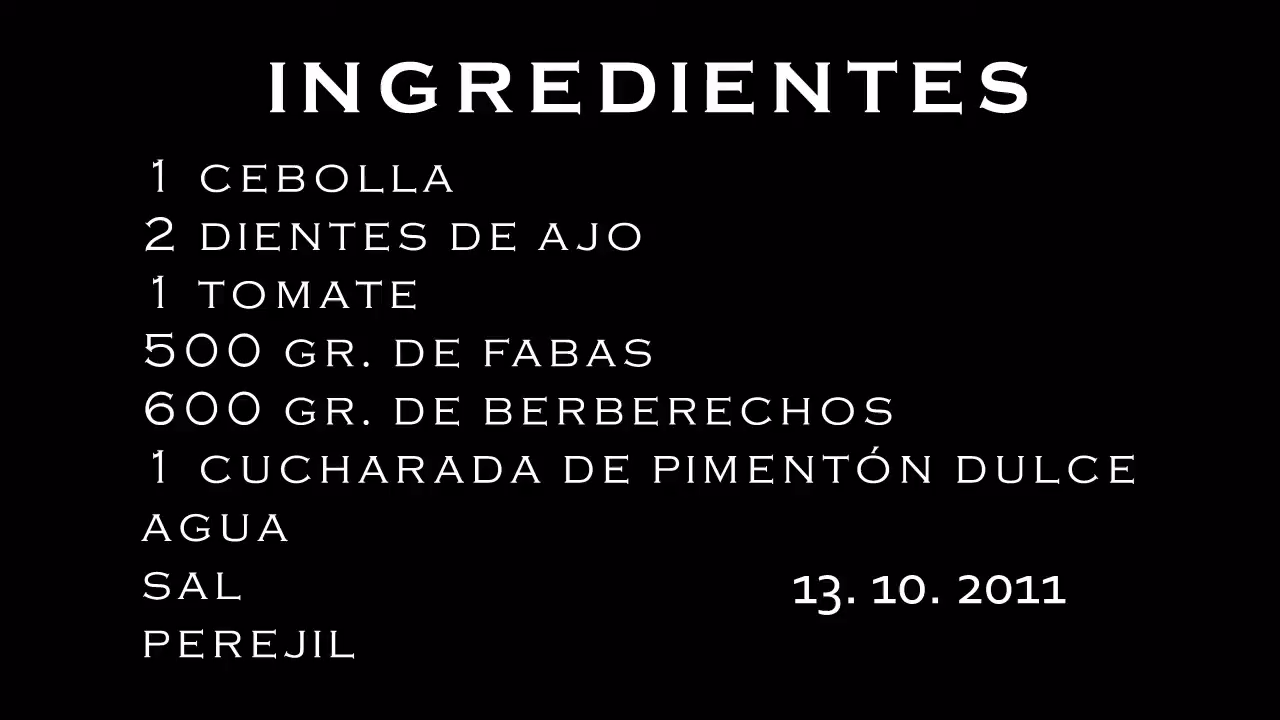 INGREDIENTES
1 CEBOLLA
2 DIENTES DE AJO
1 TOMATE
500 GR. DE FABAS
600 GR. DE BERBERECHOS
1 CUCHARADA DE PIMENTÓN DULCE
AGUA
SAL
13. 10. 2011
PEREJIL